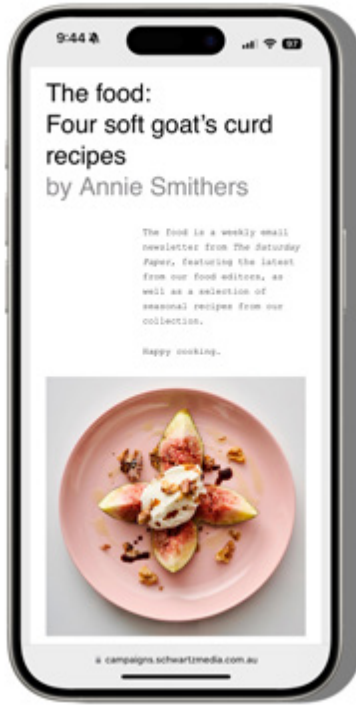 9:44
97
The food:
Four soft goat's curd
recipes
by Annie Smithers
The food is a weekly email
newsletter from The Saturday
Paper, featuring the latest
from our food editors, as
well as a selection of
seasonal recipes from our
collection.
Happy cooking.
campaigns.schwartzmedia.com.au